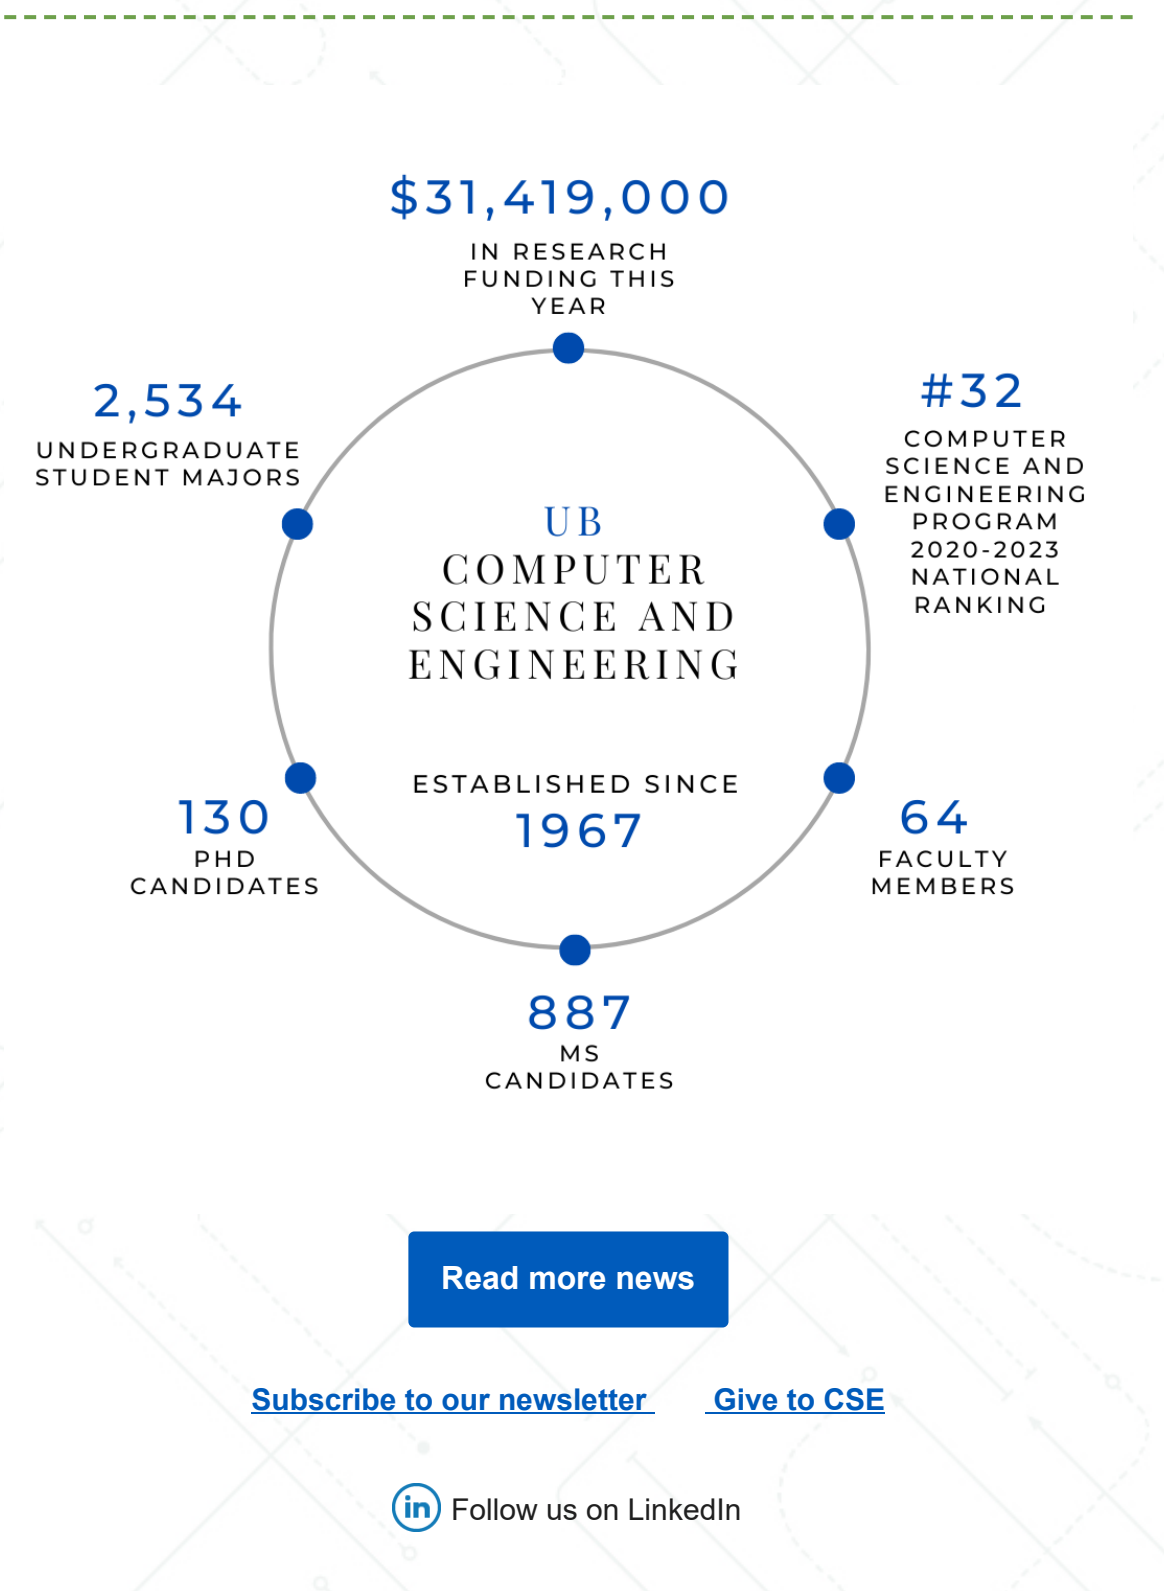 $31,419,000
IN RESEARCH
FUNDING THIS
YEAR
2,534
UNDERGRADUATE
STUDENT MAJORS
#32
COMPUTER
SCIENCE AND
ENGINEERING
PROGRAM
2020-2023
NATIONAL
RANKING
UB
COMPUTER
SCIENCE AND
ENGINEERING
ESTABLISHED SINCE
1967
130
PHD
CANDIDATES
64
FACULTY
MEMBERS
887
MS
CANDIDATES
Read more news
Subscribe to our newsletter Give to CSE
in Follow us on LinkedIn